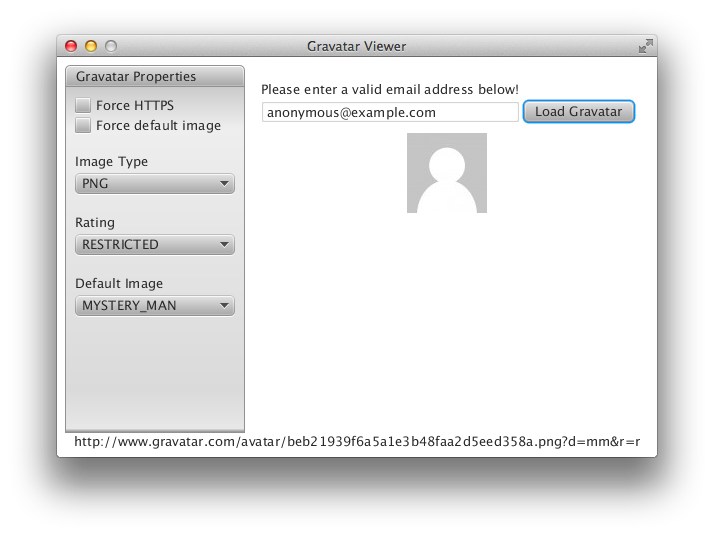 Gravatar Viewer
Gravatar Properties
Force HTTPS
Force default image
Image Type
PNG
Rating
RESTRICTED
Default Image
MYSTERY_MAN
Please enter a valid email address below!
anonymous@example.com
Load Gravatar
http://www.gravatar.com/avatar/beb21939f6a5a1e3b48faa2d5eed358a.png?d=mm&r=r